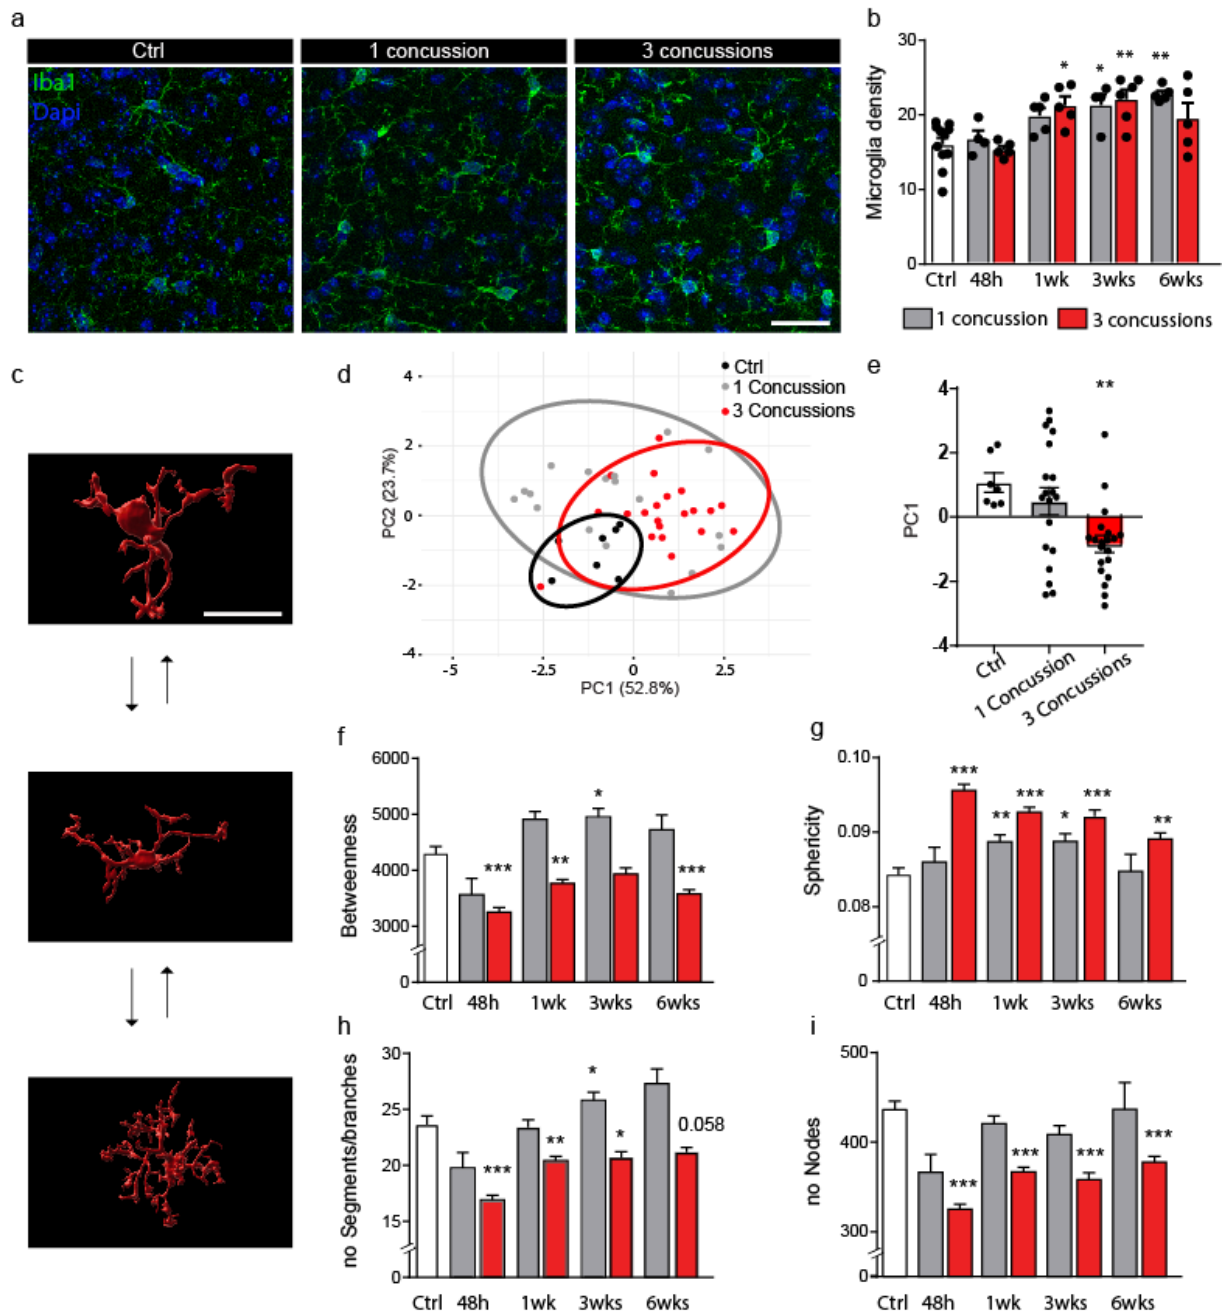 a
Ctrl
1 concussion
3 concussions
Iba1
Dapi
b
Microglia density
30
**
**
*
*
20
10
0
Ctrl
48h
1wk
3wks
6wks
1 concussion
3 concussions
c
d
Ctrl
1 Concussion
3 Concussions
PC2 (23.7%)
4
2
0
-2
-4
-5
-2.5
0
2.5
PC1 (52.8%)
e
PC1
4
**
2
0
-2
-4
Ctrl
1 Concussion
3 Concussions
f
Betweenness
6000
5000
4000
3000
0
***
**
*
***
Ctrl
48h
1wk
3wks
6wks
g
Sphericity
0.10
0.09
0.08
0
***
**
***
*
***
**
Ctrl
48h
1wk
3wks
6wks
h
no Segments/branches
30
25
20
15
0
***
**
*
*
0.058
Ctrl
48h
1wk
3wks
6wks
i
no Nodes
500
400
300
0
***
***
***
***
Ctrl
48h
1wk
3wks
6wks